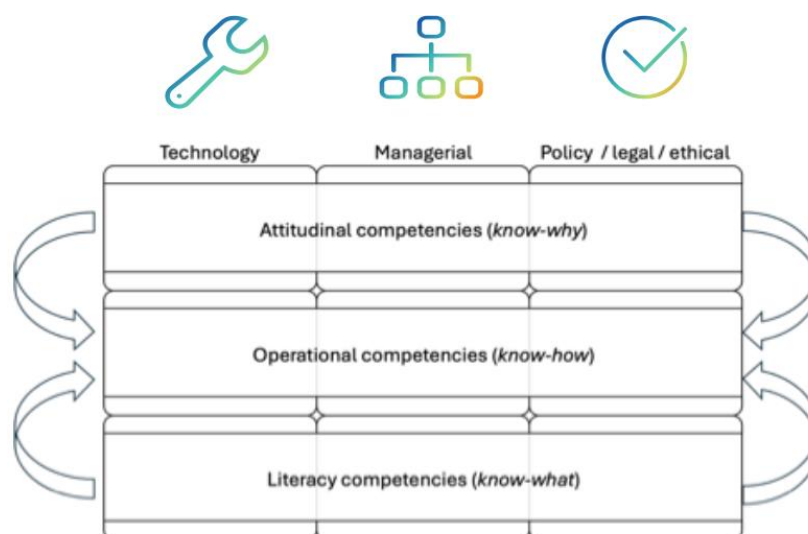 Technology
Managerial
Policy / legal / ethical
Attitudinal competencies (know-why)
Operational competencies (know-how)
Literacy competencies (know-what)